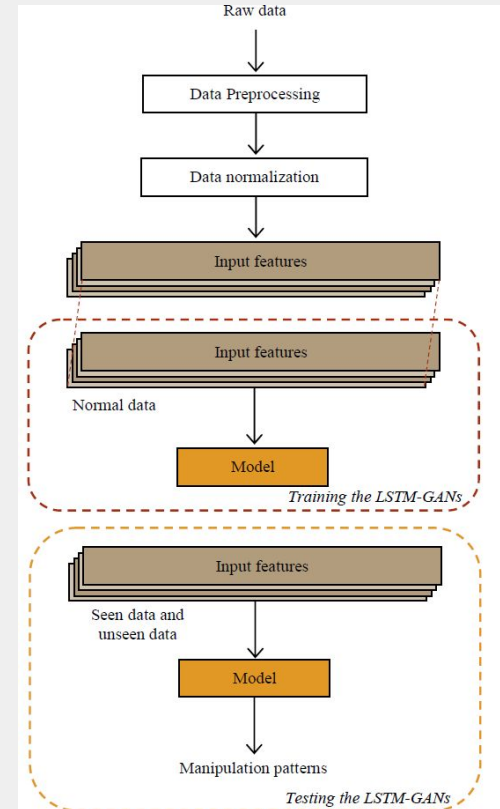 Raw data
Data Preprocessing
Data normalization
Input features
Input features
Normal data
Model
Training the LSTM-GANs
Input features
Seen data and
unseen data
Model
Manipulation patterns
Testing the LSTM-GANs